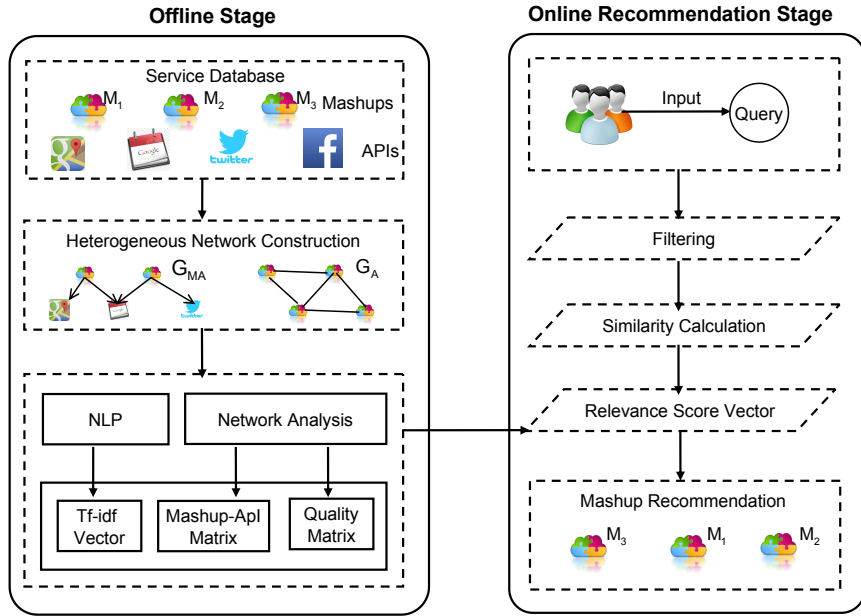 Offline Stage
Service Database
M1
M2
M3 Mashups
Google
twitter
f
APIs
Heterogeneous Network Construction
GMA
GA
NLP
Network Analysis
Tf-idf
Vector
Mashup-ApI
Matrix
Quality
Matrix
Online Recommendation Stage
Input
Query
Filtering
Similarity Calculation
Relevance Score Vector
Mashup Recommendation
M3
M1
M2